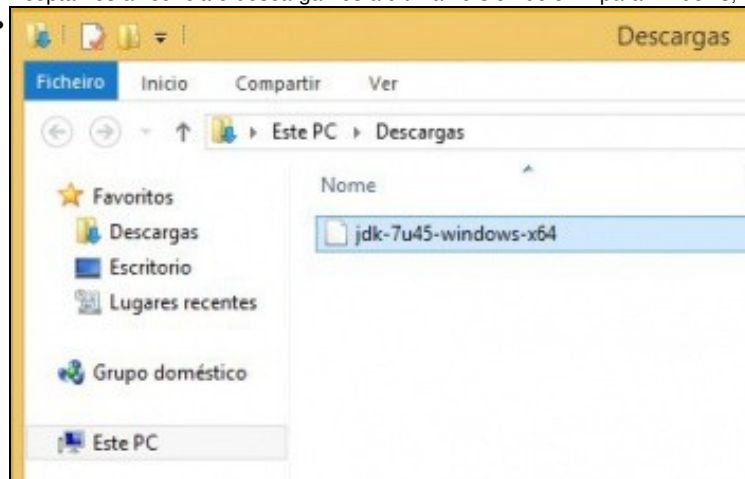 Descargas
Ficheiro Inicio Compartir Ver
Este PC Descargas
Favoritos
Descargas
Escritorio
Lugares recentes
Grupo doméstico
Este PC
Nome
jdk-7u45-windows-x64